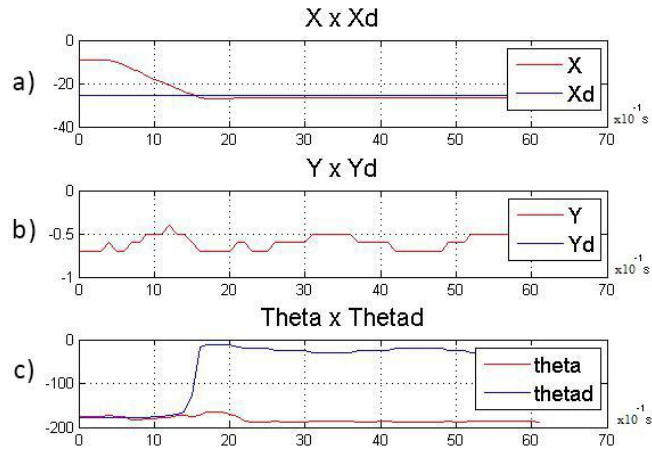 X x Xd
a)
0
-20
-40
0 10 20 30 40 50 60 70
X
Xd
x10⁻¹ s
Y x Yd
b)
0
-0.5
-1
0 10 20 30 40 50 60 70
Y
Yd
x10⁻¹ s
Theta x Thetad
c)
0
-100
-200
0 10 20 30 40 50 60 70
theta
thetad
x10⁻¹ s